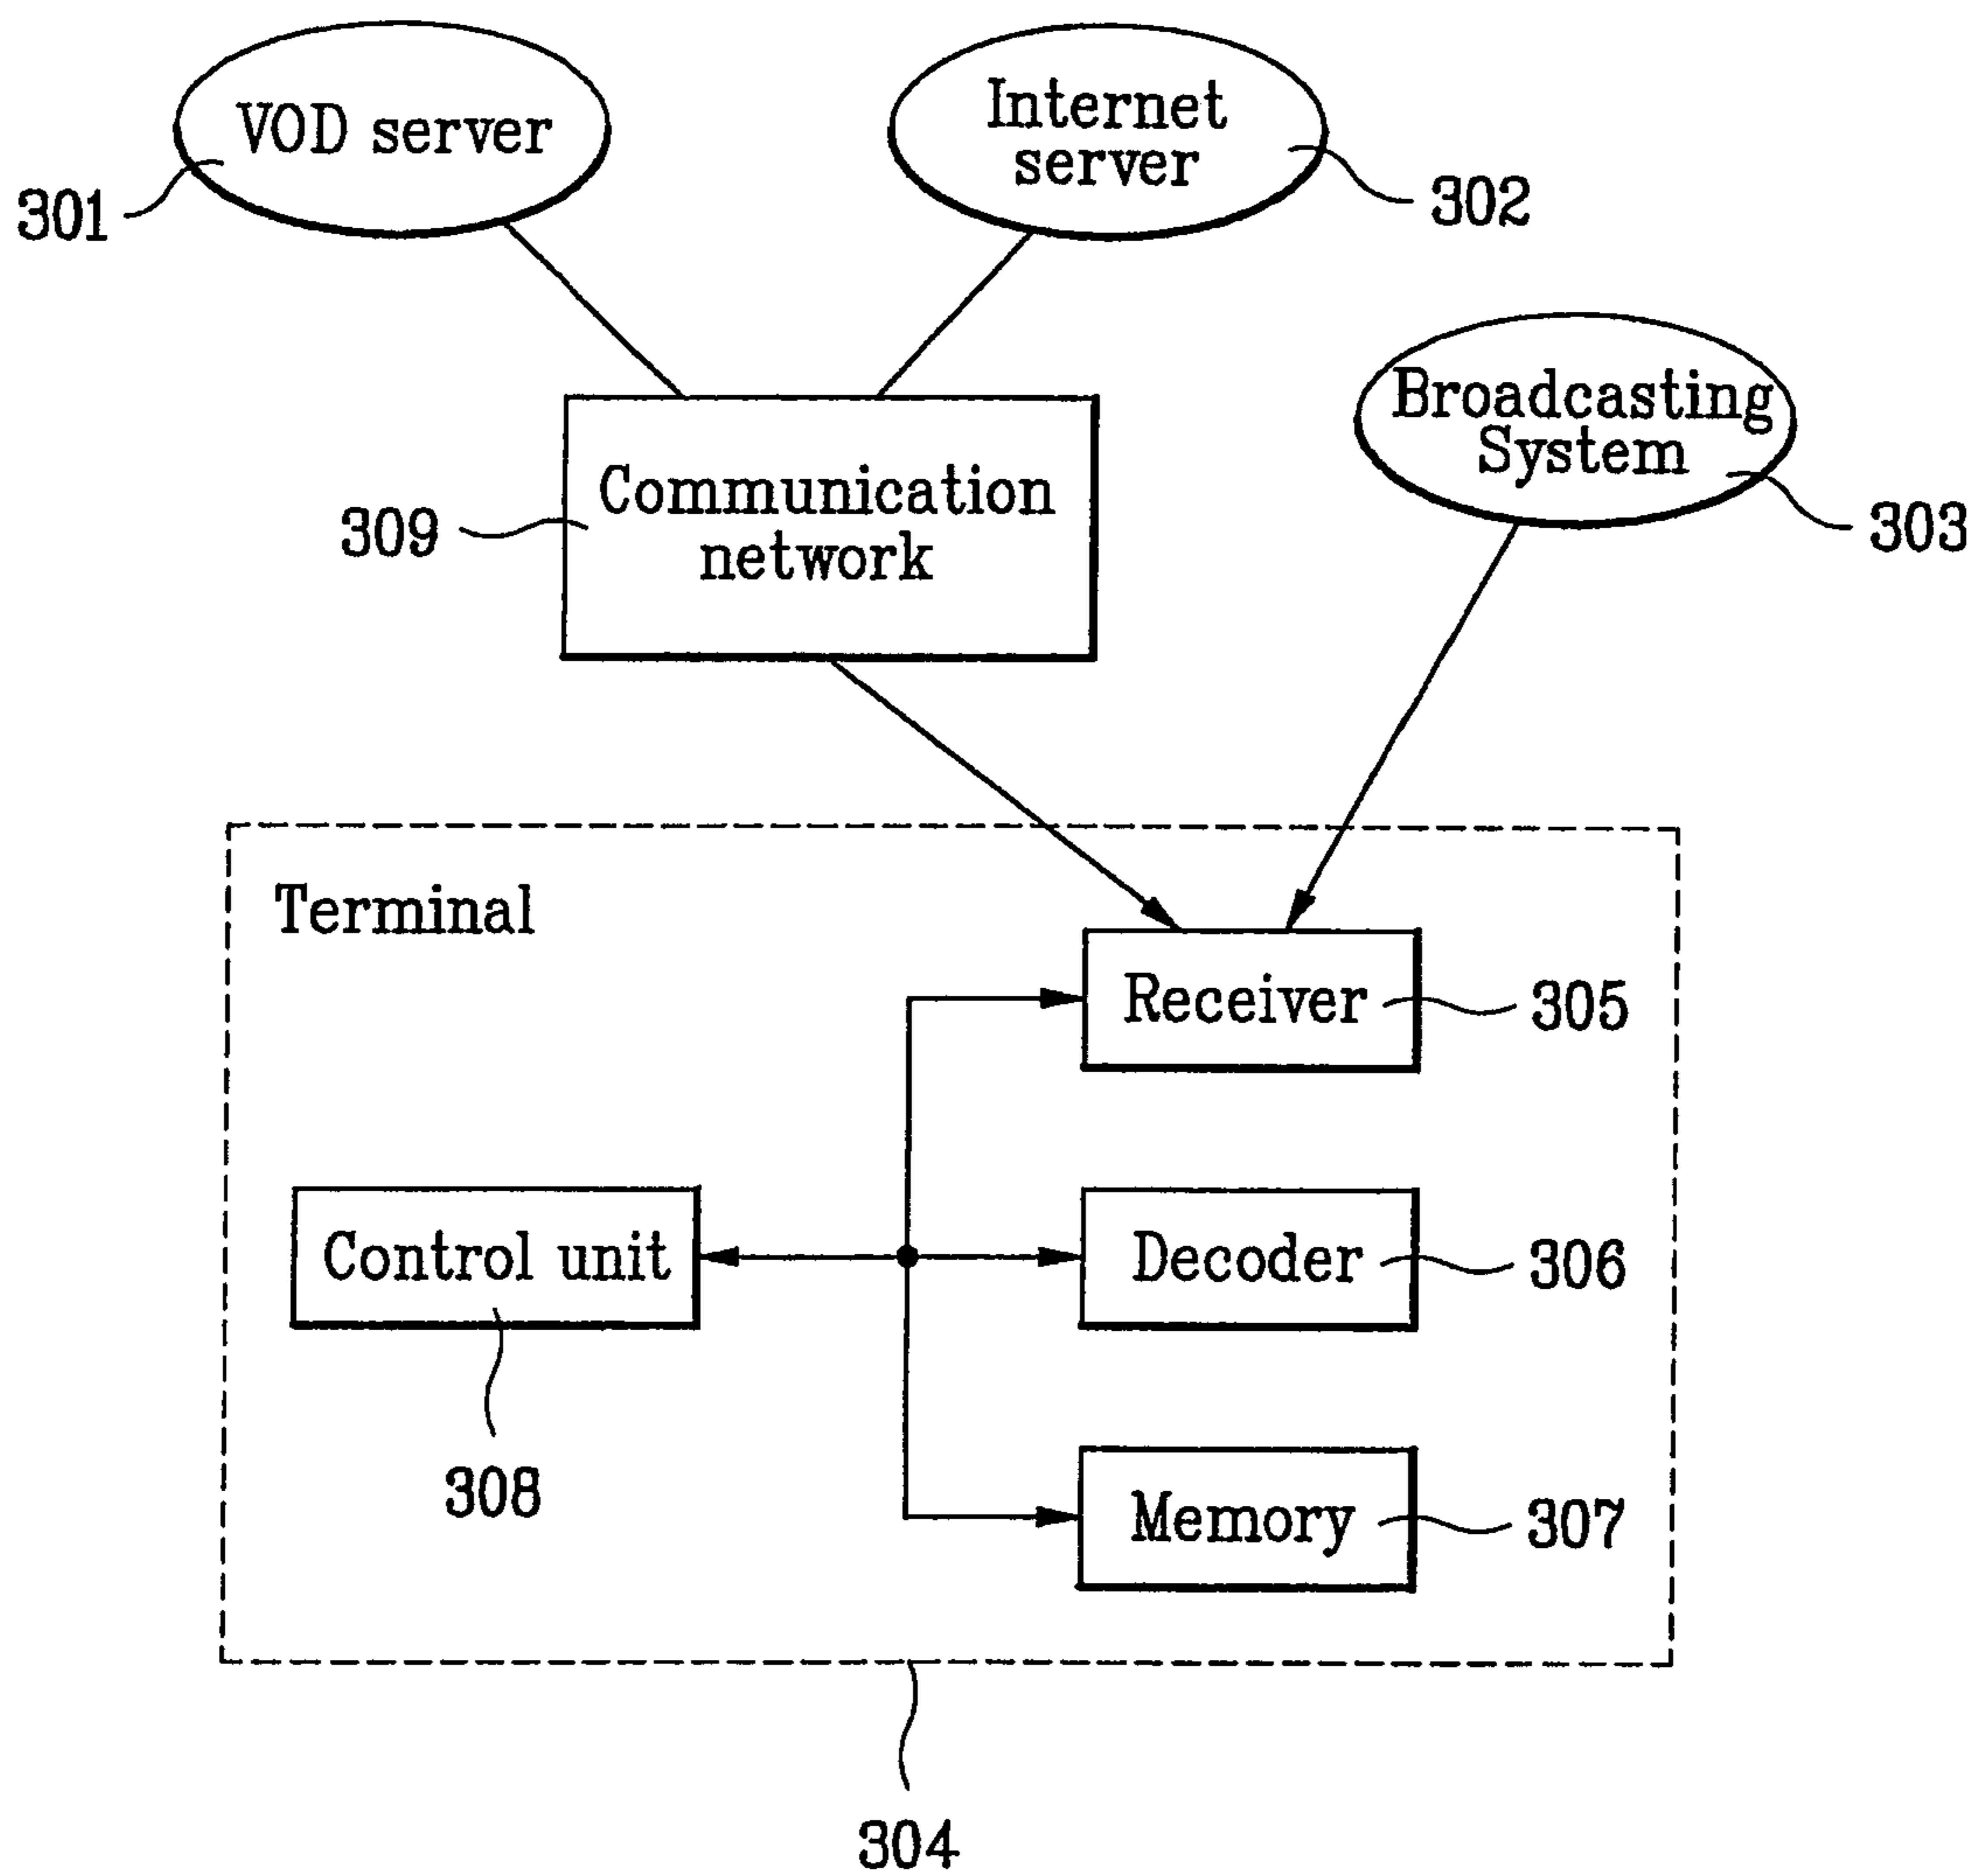 VOD server
301
Internet
server
302
Broadcasting
System
303
Communication
network
309
Terminal
Receiver
305
Control unit
308
Decoder
306
Memory
307
304